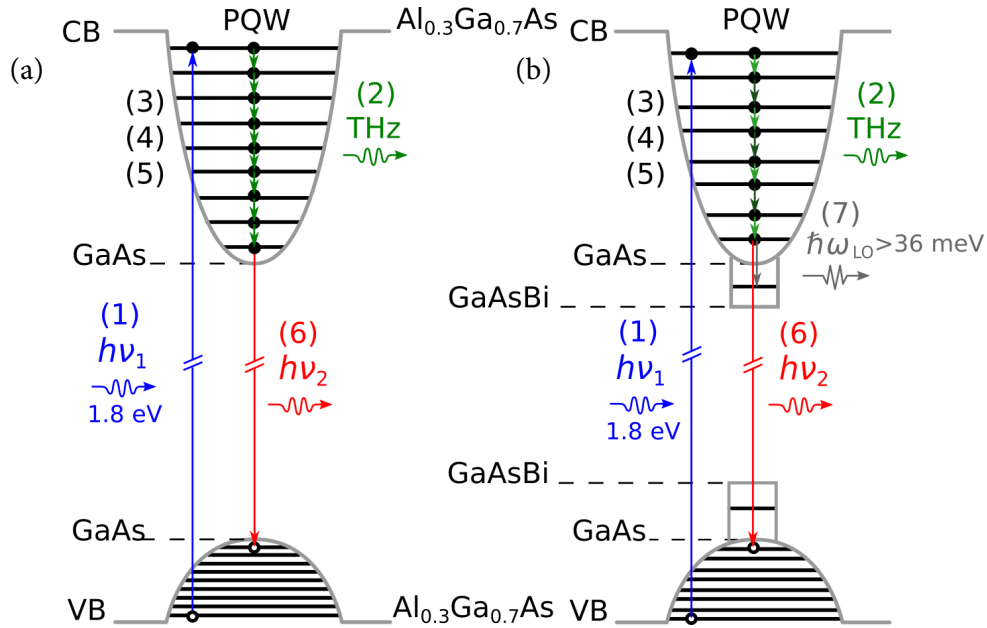 (a)
CB
PQW
Al₀.₃Ga₀.₇As
(3)
(4)
(5)
(2)
THz
GaAs
(1)
hν₁
1.8 eV
(6)
hν₂
GaAs
VB
Al₀.₃Ga₀.₇As
(b)
CB
PQW
(3)
(4)
(5)
(2)
THz
(7)
ħω_LO>36 meV
GaAs
GaAsBi
(1)
hν₁
1.8 eV
(6)
hν₂
GaAsBi
GaAs
VB